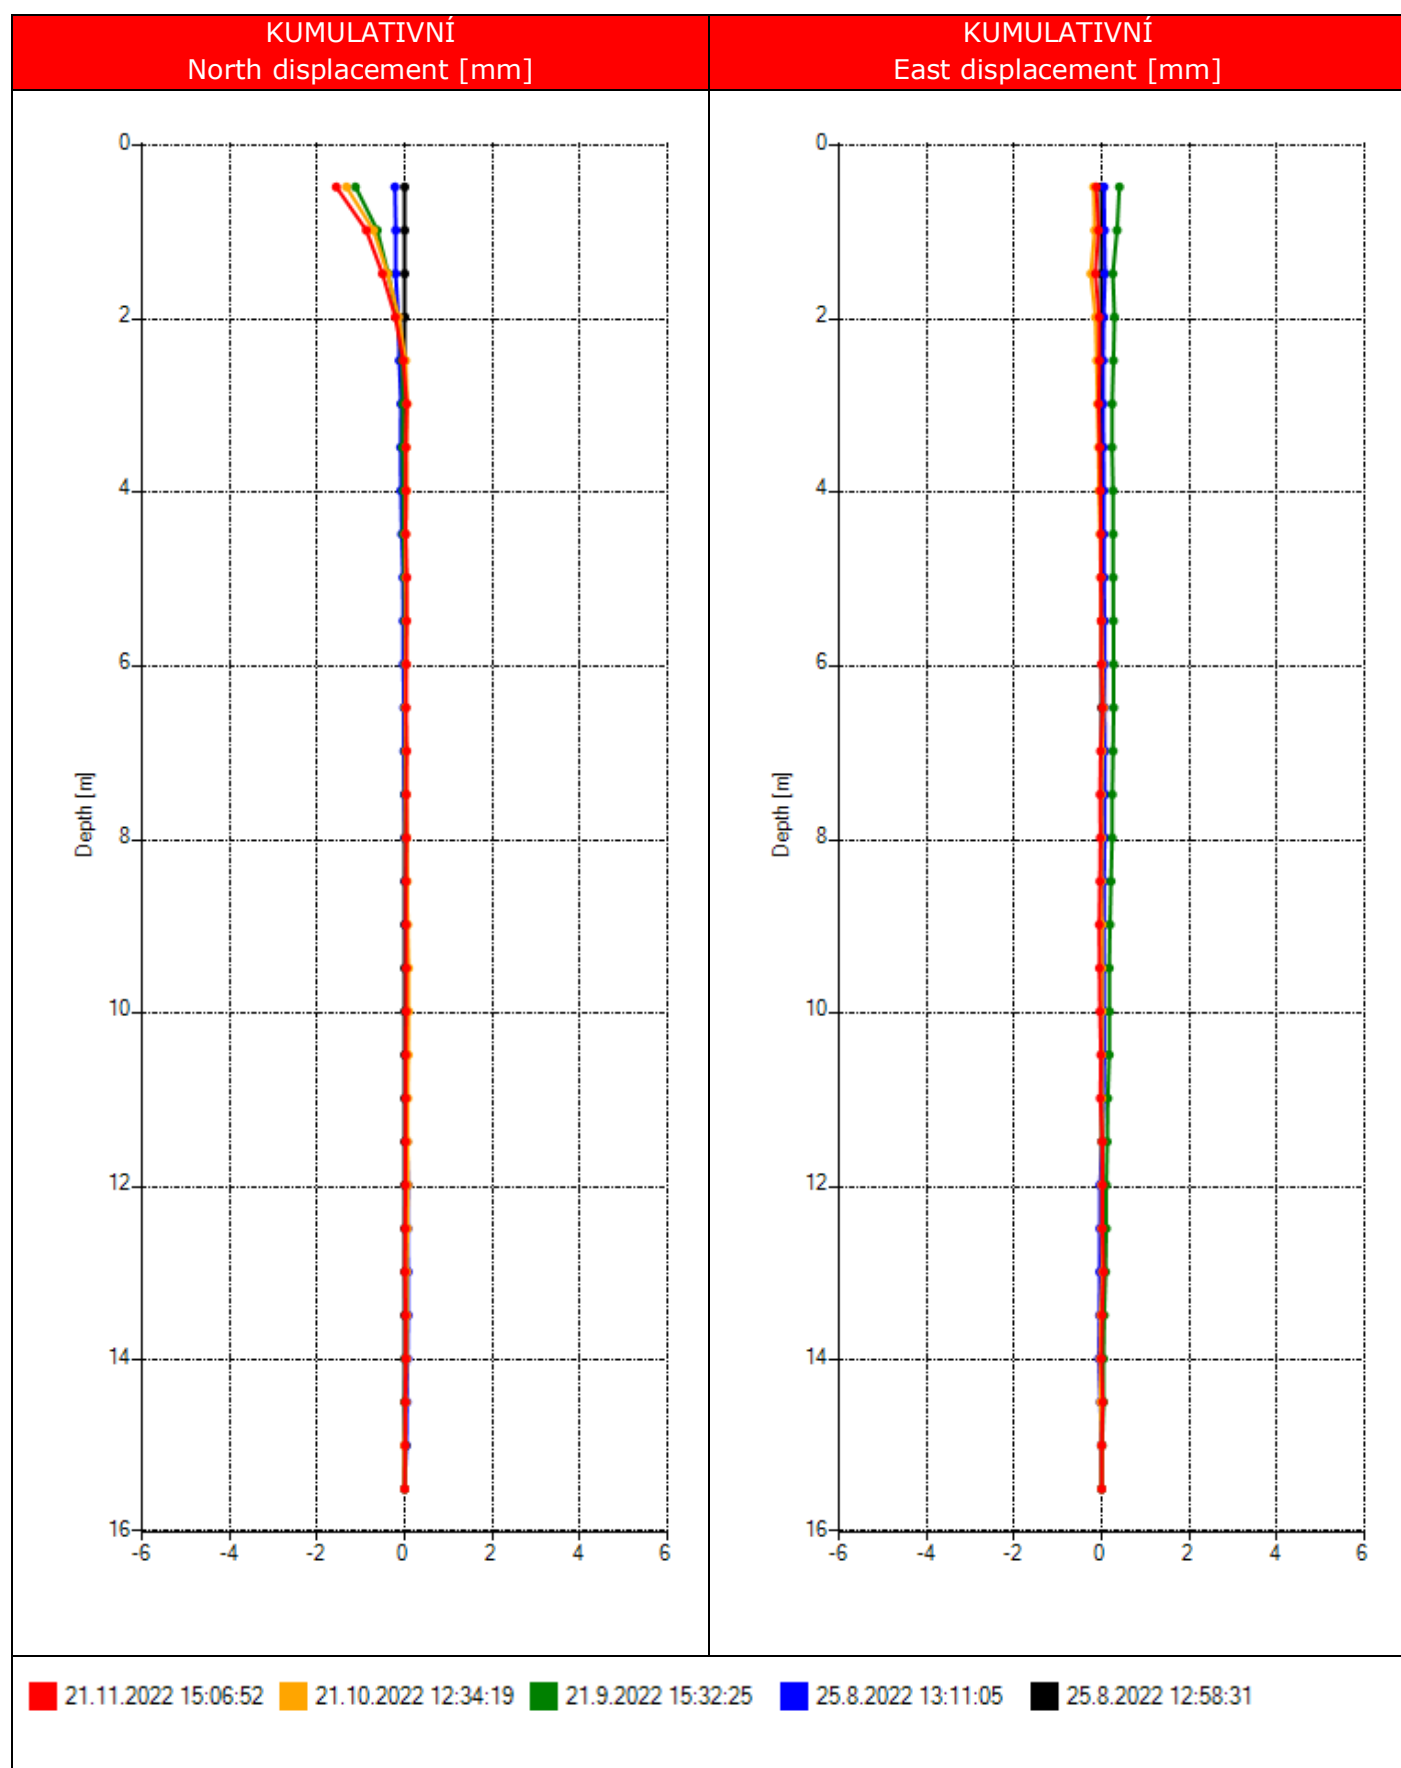 KUMULATIVNÍ
North displacement [mm]
KUMULATIVNÍ
East displacement [mm]
0
2
4
6
8
10
12
14
16
Depth [m]
-6 -4 -2 0 2 4 6
0
2
4
6
8
10
12
14
16
Depth [m]
-6 -4 -2 0 2 4 6
21.11.2022 15:06:52 21.10.2022 12:34:19 21.9.2022 15:32:25 25.8.2022 13:11:05 25.8.2022 12:58:31